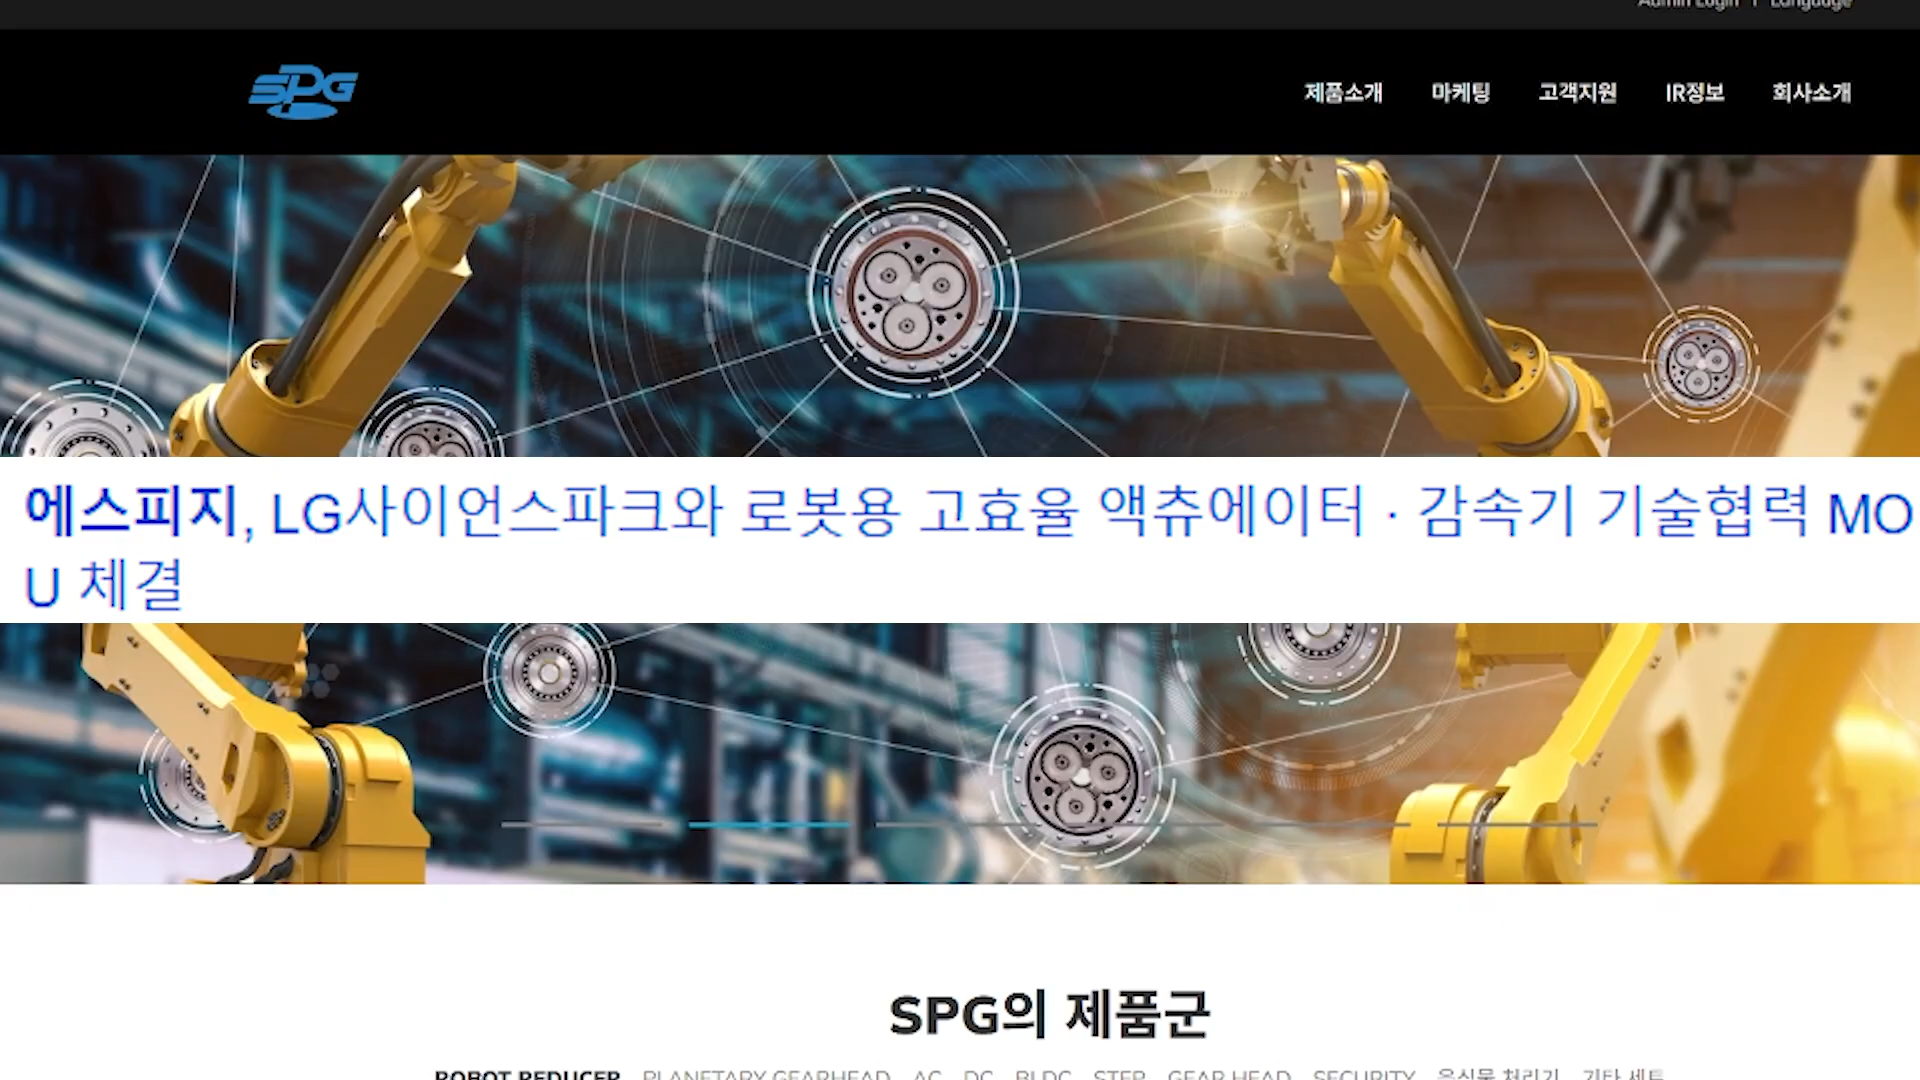 Admin Login | Language
SPG
제품소개 마케팅 고객지원 IR정보 회사소개
에스피지, LG사이언스파크와 로봇용 고효율 액츄에이터 · 감속기 기술협력 MO
U 체결
SPG의 제품군
ROBOT REDUCER PLANETARY GEARHEAD AC DC BLDC STEP GEAR HEAD SECURITY 음식물 처리기 기타 세트